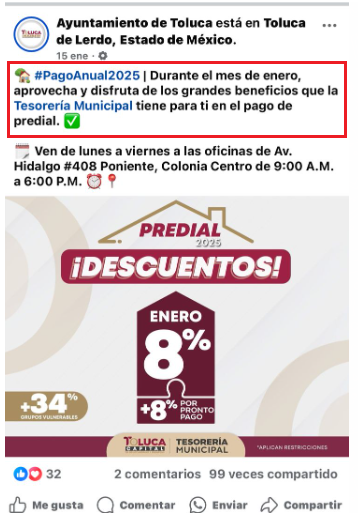 Ayuntamiento de Toluca está en Toluca
de Lerdo, Estado de México.
15 ene ·
#PagoAnual2025 | Durante el mes de enero,
aprovecha y disfruta de los grandes beneficios que la
Tesorería Municipal tiene para ti en el pago de
predial. ✅
Ven de lunes a viernes a las oficinas de Av.
Hidalgo #408 Poniente, Colonia Centro de 9:00 A.M.
a 6:00 P.M. ⏰📍
PREDIAL
2025
¡DESCUENTOS!
ENERO
8%
+8% POR
PRONTO
PAGO
+34%
GRUPOS VULNERABLES
TOLUCA
CAPITAL
TESORERÍA
MUNICIPAL
*APLICAN RESTRICCIONES
32
2 comentarios 99 veces compartido
Me gusta Comentar Enviar Compartir